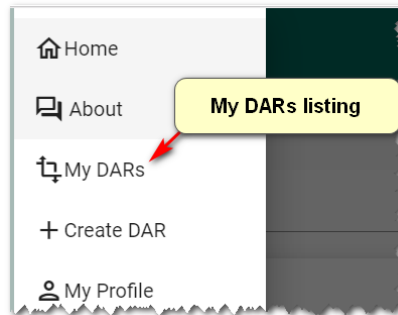 Home
About
My DARs listing
My DARs
Create DAR
My Profile